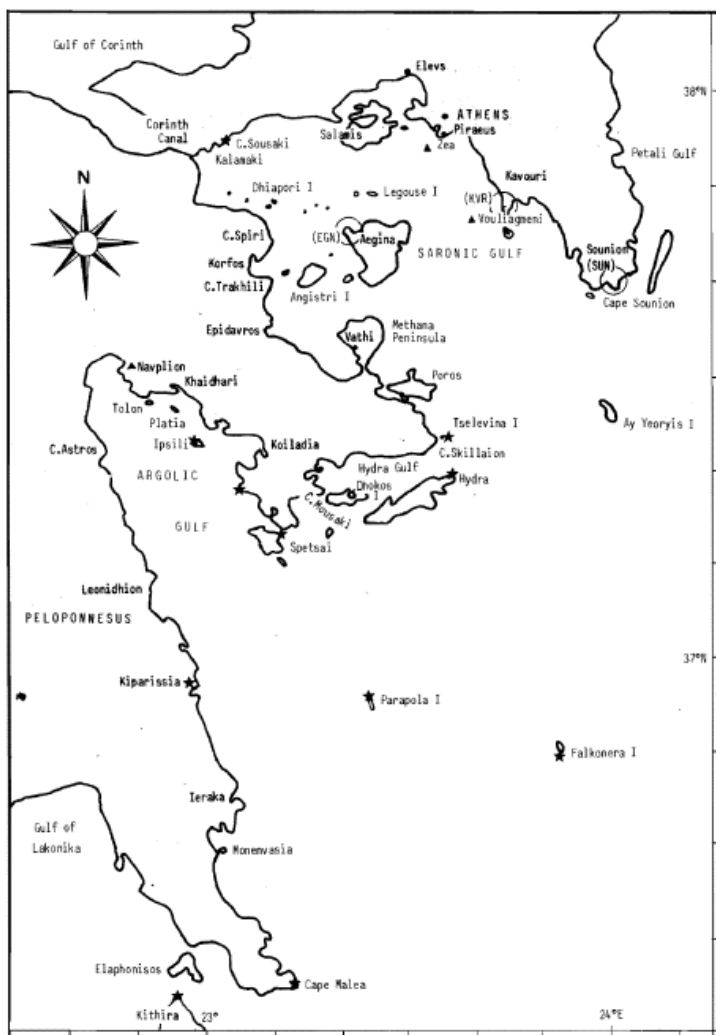 Gulf of Corinth
Elevs
38°N
ATHENS
Corinth
Canal
Salamis
Piraeus
C.Sousaki
Kalamaki
Zea
Petali Gulf
N
Kavouri
Dhiapori I
Legouse I
(KVR)
Vouliagmeni
C.Spiri
(EGN)
Aegina
Sounion
(SUN)
SARONIC GULF
Korfos
C.Trakhili
Angistri I
Cape Sounion
Epidavros
Vathi
Methana
Peninsula
Navplion
Khaidhari
Poros
Tolon
Platia
Tselevina I
Ay Yeoryis I
Ipsili
Koiladia
C.Skillaion
C.Astros
ARGOLIC
GULF
Hydra Gulf
Dhokos
I
Hydra
C.Mousaki
Spetsai
Leonidhion
PELOPONNESUS
37°N
Kiparissia
Parapola I
Falkonera I
Ieraka
Gulf of
Lakonika
Monenvasia
Elaphonisos
Cape Malea
Kithira
23°
24°E